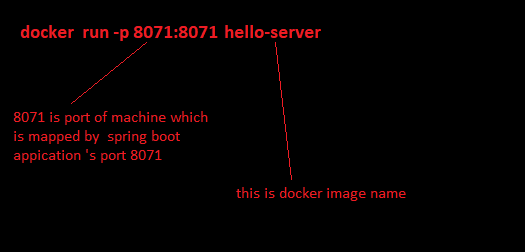 docker run -p 8071:8071 hello-server
8071 is port of machine which
is mapped by spring boot
appication 's port 8071
this is docker image name